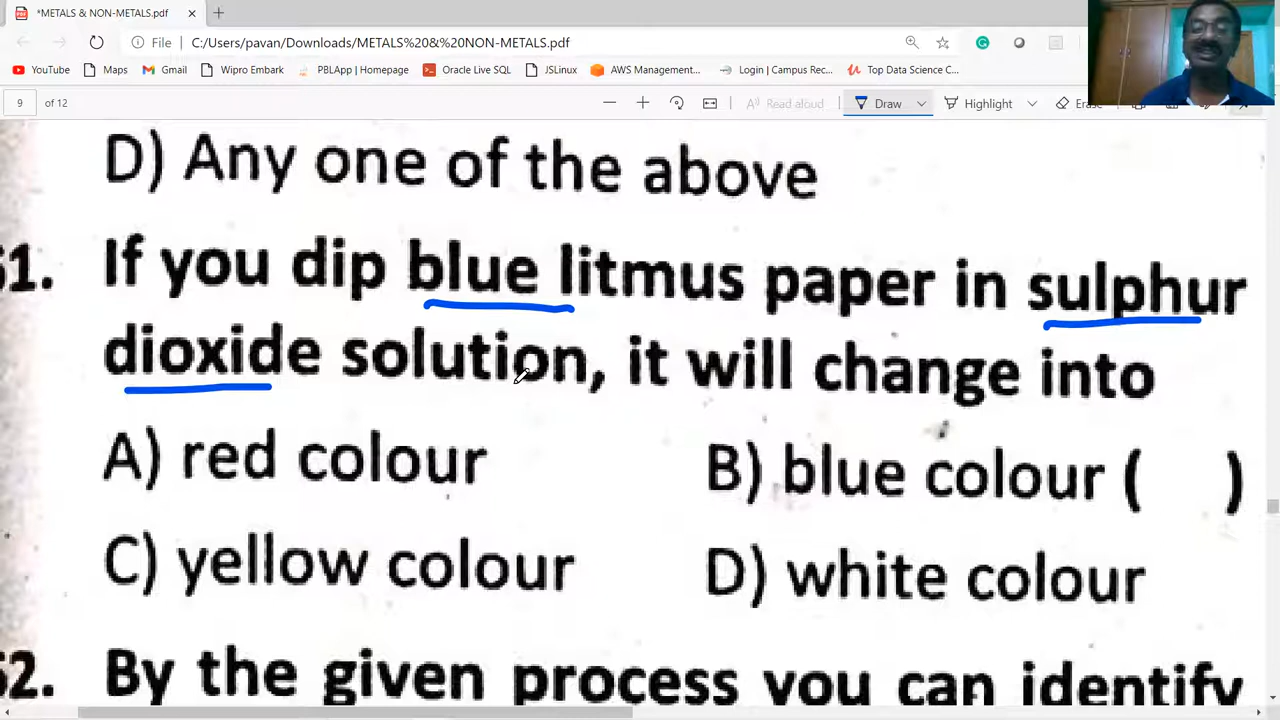 *METALS & NON-METALS.pdf
File C:/Users/pavan/Downloads/METALS%20&%20NON-METALS.pdf
YouTube Maps Gmail Wipro Embark PBLApp | Homepage Oracle Live SQL JSLinux AWS Management... Login | Campus Rec... Top Data Science C...
9 of 12 Read aloud Draw Highlight Erase
D) Any one of the above
51. If you dip blue litmus paper in sulphur
dioxide solution, it will change into
A) red colour B) blue colour ( )
C) yellow colour D) white colour
52. By the given process you can identify